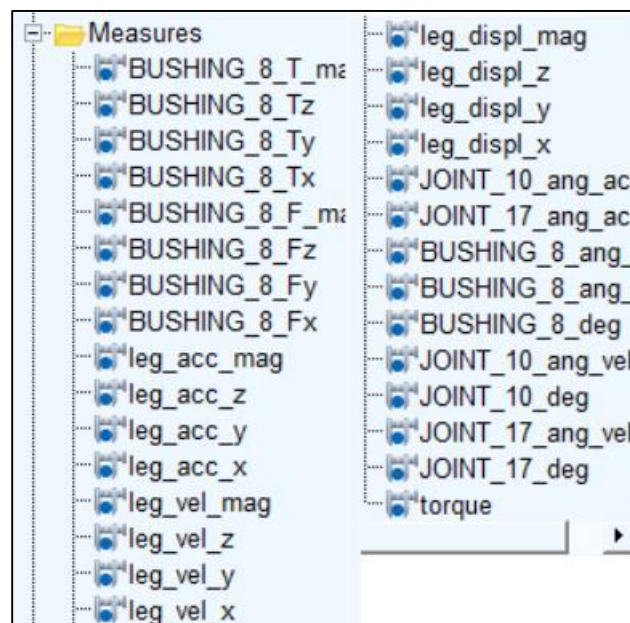 Measures
BUSHING_8_T_ma
BUSHING_8_Tz
BUSHING_8_Ty
BUSHING_8_Tx
BUSHING_8_F_ma
BUSHING_8_Fz
BUSHING_8_Fy
BUSHING_8_Fx
leg_acc_mag
leg_acc_z
leg_acc_y
leg_acc_x
leg_vel_mag
leg_vel_z
leg_vel_y
leg_vel_x
leg_displ_mag
leg_displ_z
leg_displ_y
leg_displ_x
JOINT_10_ang_ac
JOINT_17_ang_ac
BUSHING_8_ang_
BUSHING_8_ang_
BUSHING_8_deg
JOINT_10_ang_vel
JOINT_10_deg
JOINT_17_ang_vel
JOINT_17_deg
torque